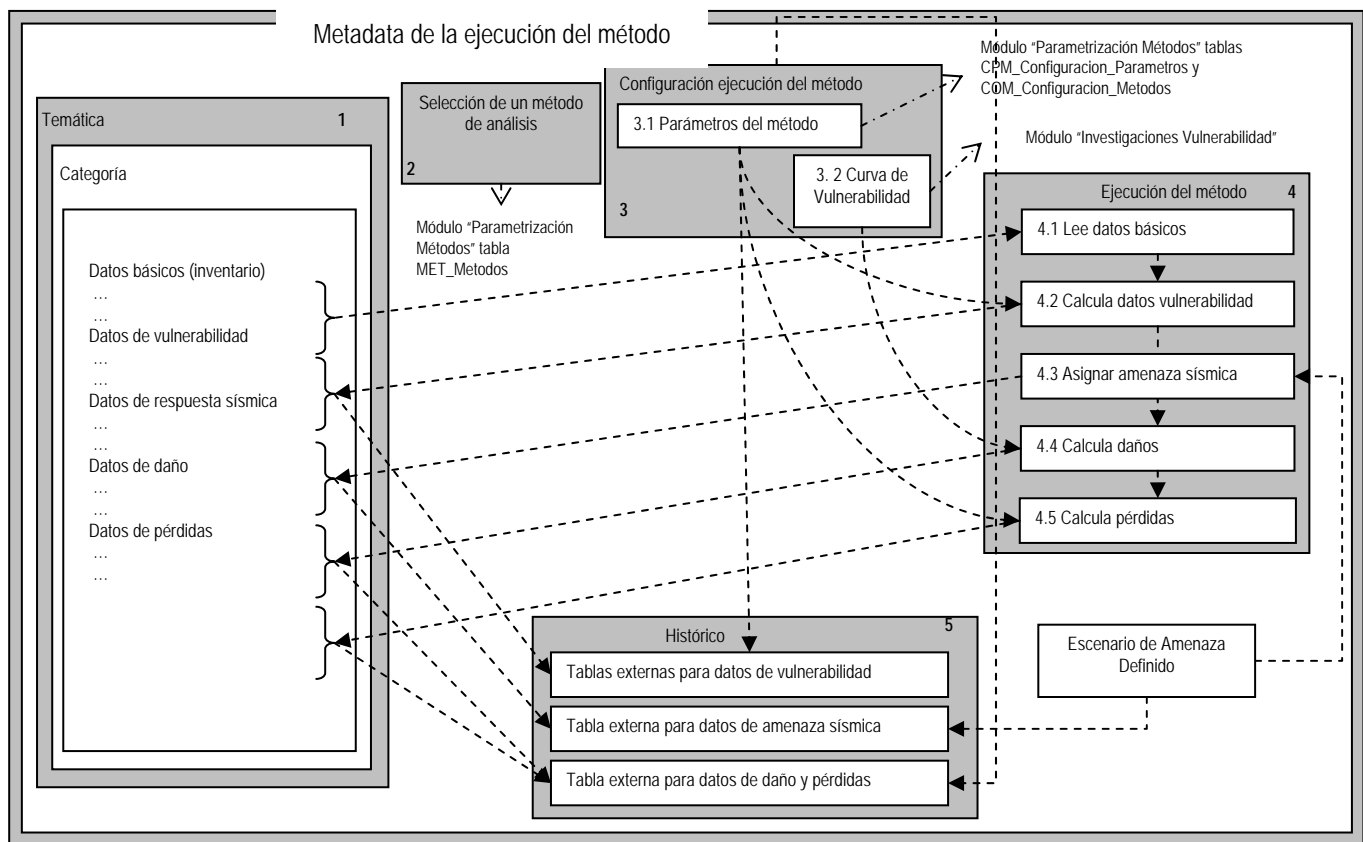 Metadata de la ejecución del método
Temática 1
Categoría
Datos básicos (inventario)
…
…
Datos de vulnerabilidad
…
…
Datos de respuesta sísmica
…
…
Datos de daño
…
…
Datos de pérdidas
…
…
Selección de un método
de análisis
2
Módulo “Parametrización
Métodos” tabla
MET_Metodos
Configuración ejecución del método
3.1 Parámetros del método
3. 2 Curva de
Vulnerabilidad
3
Módulo “Parametrización Métodos” tablas
CPM_Configuracion_Parametros y
COM_Configuracion_Metodos
Módulo “Investigaciones Vulnerabilidad”
Ejecución del método 4
4.1 Lee datos básicos
4.2 Calcula datos vulnerabilidad
4.3 Asignar amenaza sísmica
4.4 Calcula daños
4.5 Calcula pérdidas
Histórico 5
Tablas externas para datos de vulnerabilidad
Tabla externa para datos de amenaza sísmica
Tabla externa para datos de daño y pérdidas
Escenario de Amenaza
Definido